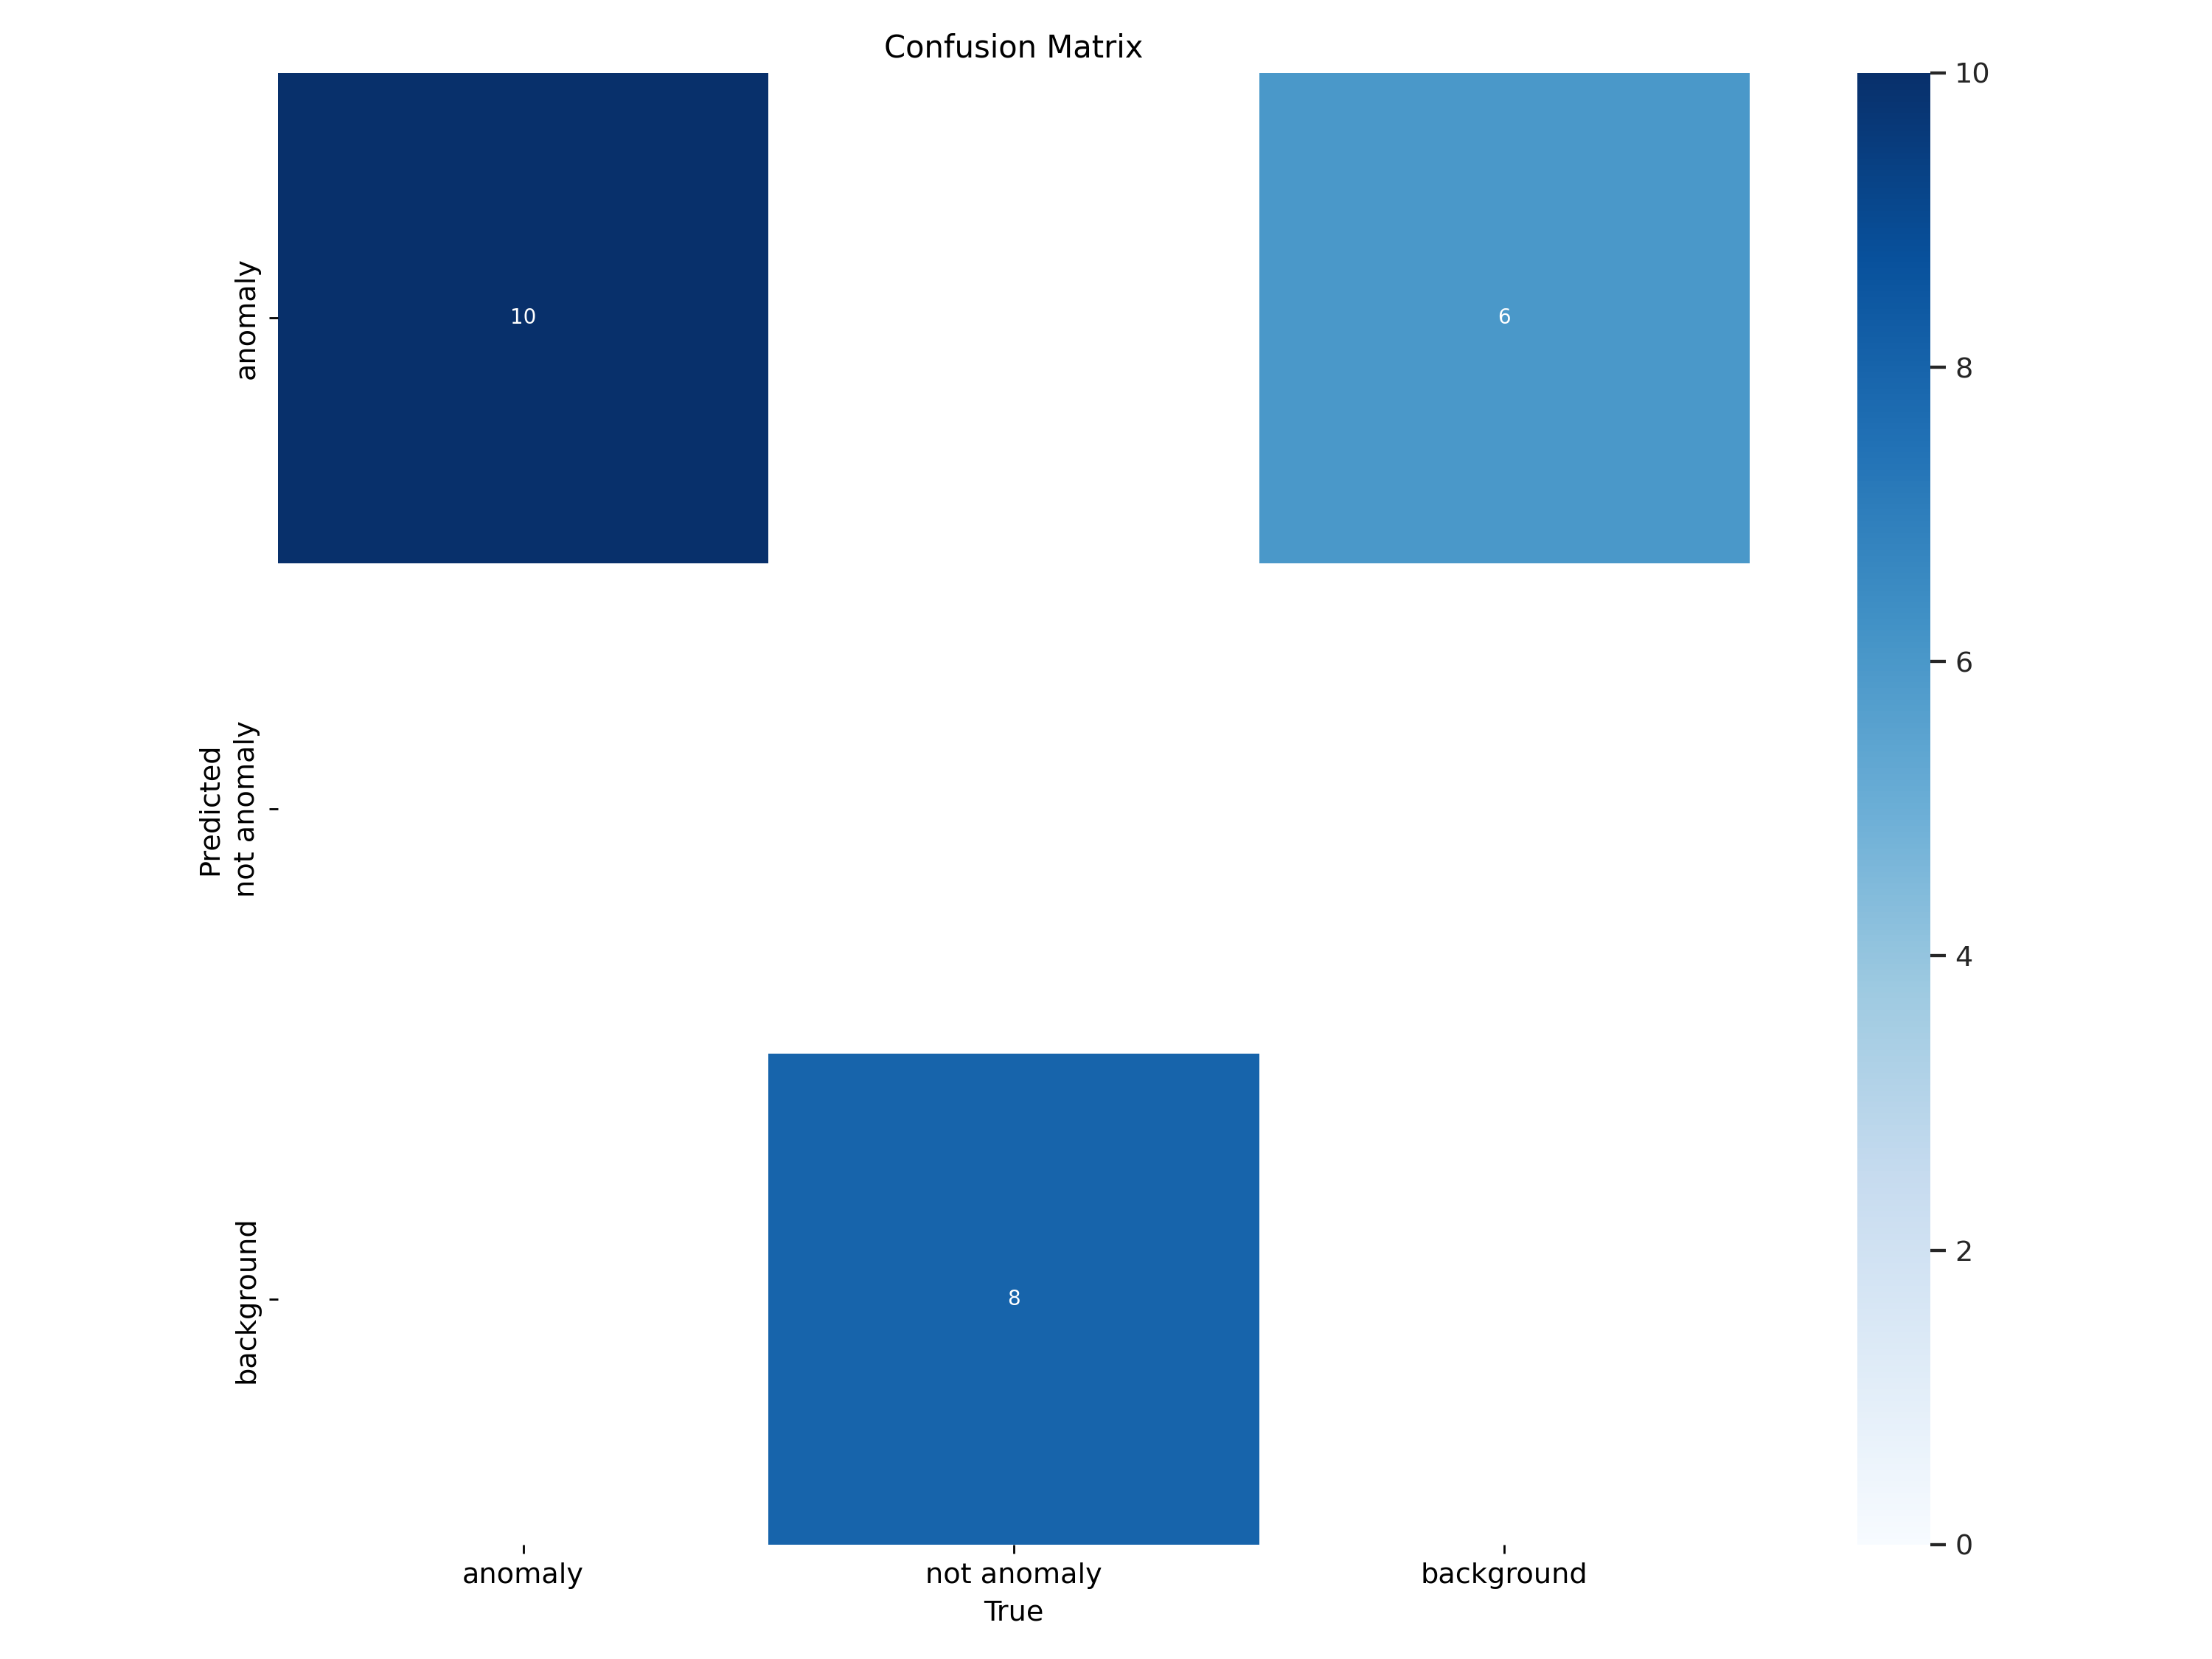 Confusion Matrix
anomaly
not anomaly
background
Predicted
10
6
8
anomaly
not anomaly
background
True
10
8
6
4
2
0